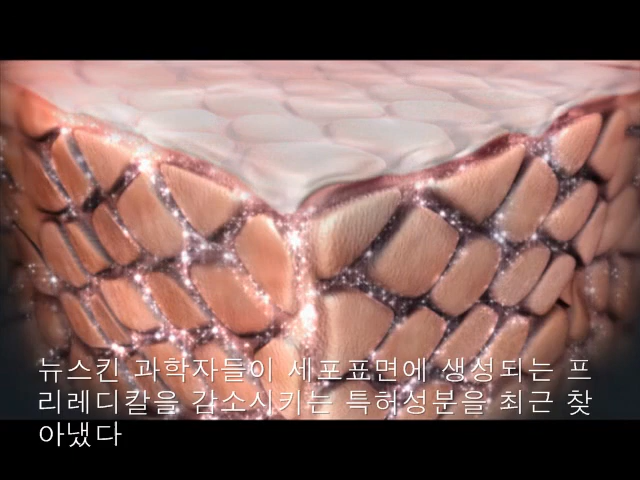 뉴스킨 과학자들이 세포표면에 생성되는 프
리레디칼을 감소시키는 특허성분을 최근 찾
아냈다